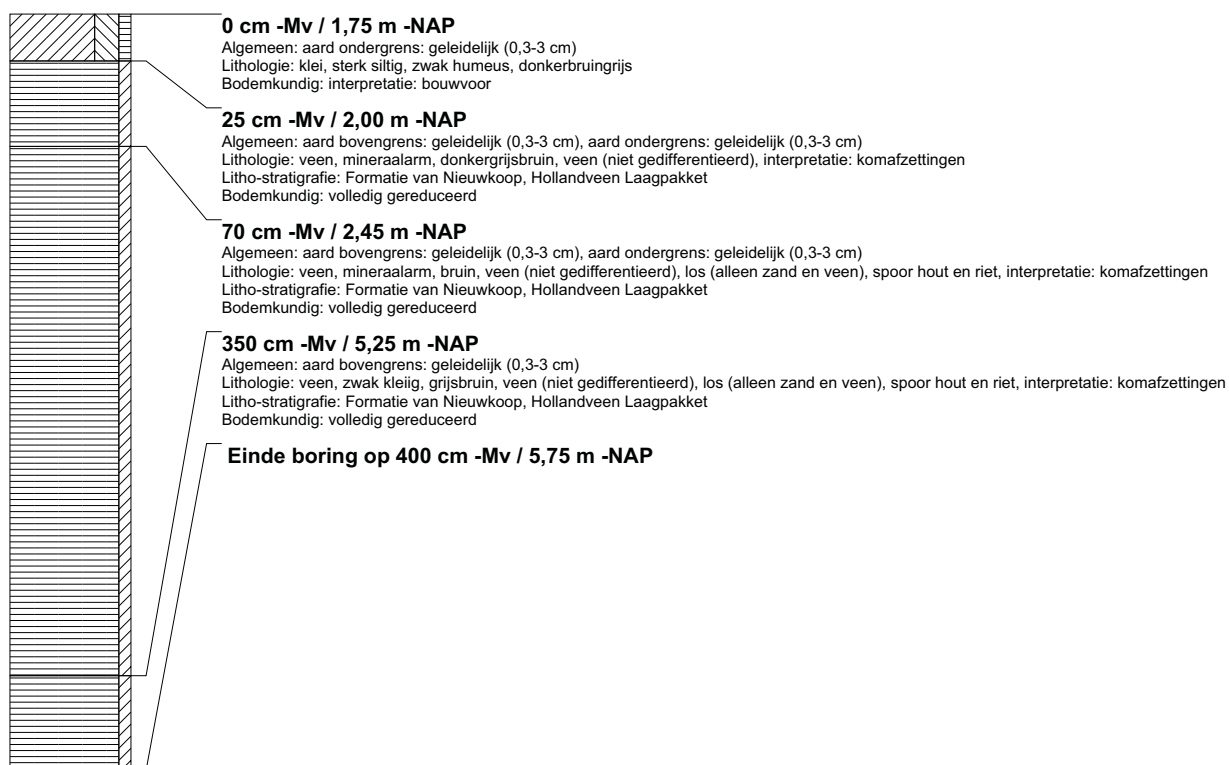 0 cm -Mv / 1,75 m -NAP
Algemeen: aard ondergrens: geleidelijk (0,3-3 cm)
Lithologie: klei, sterk siltig, zwak humeus, donkerbruingrijs
Bodemkundig: interpretatie: bouwvoor
25 cm -Mv / 2,00 m -NAP
Algemeen: aard bovengrens: geleidelijk (0,3-3 cm), aard ondergrens: geleidelijk (0,3-3 cm)
Lithologie: veen, mineraalarm, donkergrijsbruin, veen (niet gedifferentieerd), interpretatie: komafzettingen
Litho-stratigrafie: Formatie van Nieuwkoop, Hollandveen Laagpakket
Bodemkundig: volledig gereduceerd
70 cm -Mv / 2,45 m -NAP
Algemeen: aard bovengrens: geleidelijk (0,3-3 cm), aard ondergrens: geleidelijk (0,3-3 cm)
Lithologie: veen, mineraalarm, bruin, veen (niet gedifferentieerd), los (alleen zand en veen), spoor hout en riet, interpretatie: komafzettingen
Litho-stratigrafie: Formatie van Nieuwkoop, Hollandveen Laagpakket
Bodemkundig: volledig gereduceerd
350 cm -Mv / 5,25 m -NAP
Algemeen: aard bovengrens: geleidelijk (0,3-3 cm)
Lithologie: veen, zwak kleiig, grijsbruin, veen (niet gedifferentieerd), los (alleen zand en veen), spoor hout en riet, interpretatie: komafzettingen
Litho-stratigrafie: Formatie van Nieuwkoop, Hollandveen Laagpakket
Bodemkundig: volledig gereduceerd
Einde boring op 400 cm -Mv / 5,75 m -NAP